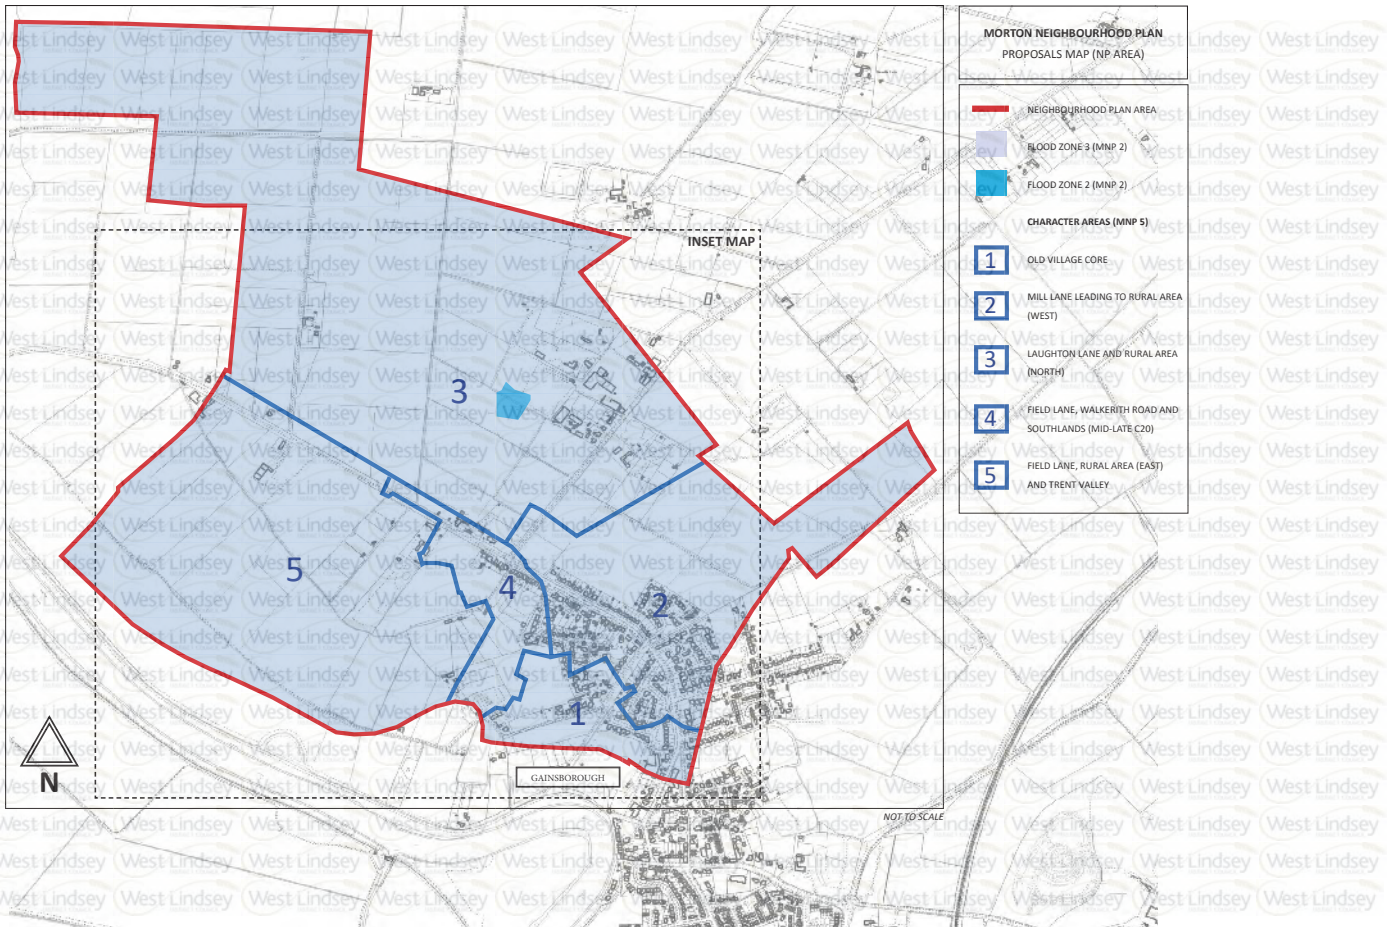 MORTON NEIGHBOURHOOD PLAN
PROPOSALS MAP (NP AREA)
NEIGHBOURHOOD PLAN AREA
FLOOD ZONE 3 (MNP 2)
FLOOD ZONE 2 (MNP 2)
CHARACTER AREAS (MNP 5)
1 OLD VILLAGE CORE
2 MILL LANE LEADING TO RURAL AREA
(WEST)
3 LAUGHTON LANE AND RURAL AREA
(NORTH)
4 FIELD LANE, WALKERITH ROAD AND
SOUTHLANDS (MID-LATE C20)
5 FIELD LANE, RURAL AREA (EAST)
AND TRENT VALLEY
INSET MAP
3
5
4
2
1
N
GAINSBOROUGH
NOT TO SCALE
West Lindsey